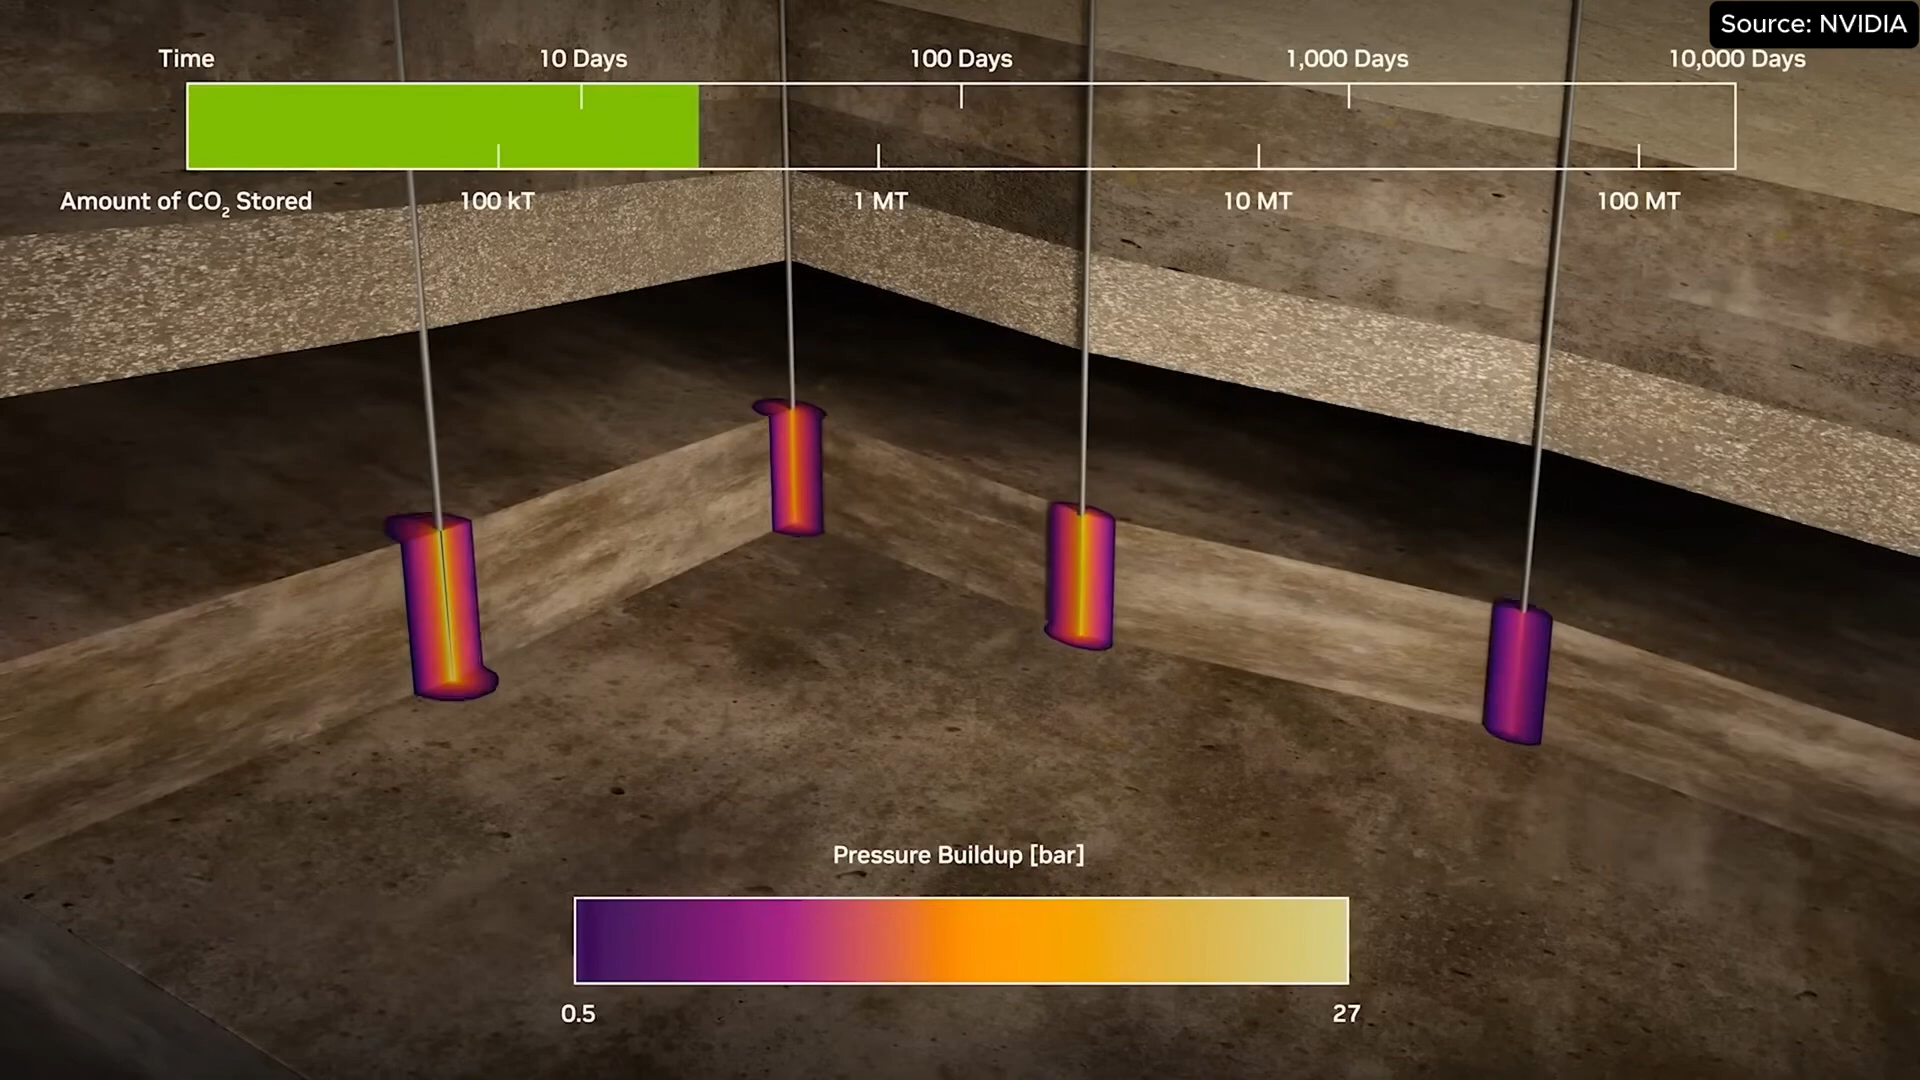 Source: NVIDIA
Time 10 Days 100 Days 1,000 Days 10,000 Days
Amount of CO₂ Stored 100 kT 1 MT 10 MT 100 MT
Pressure Buildup [bar]
0.5 27